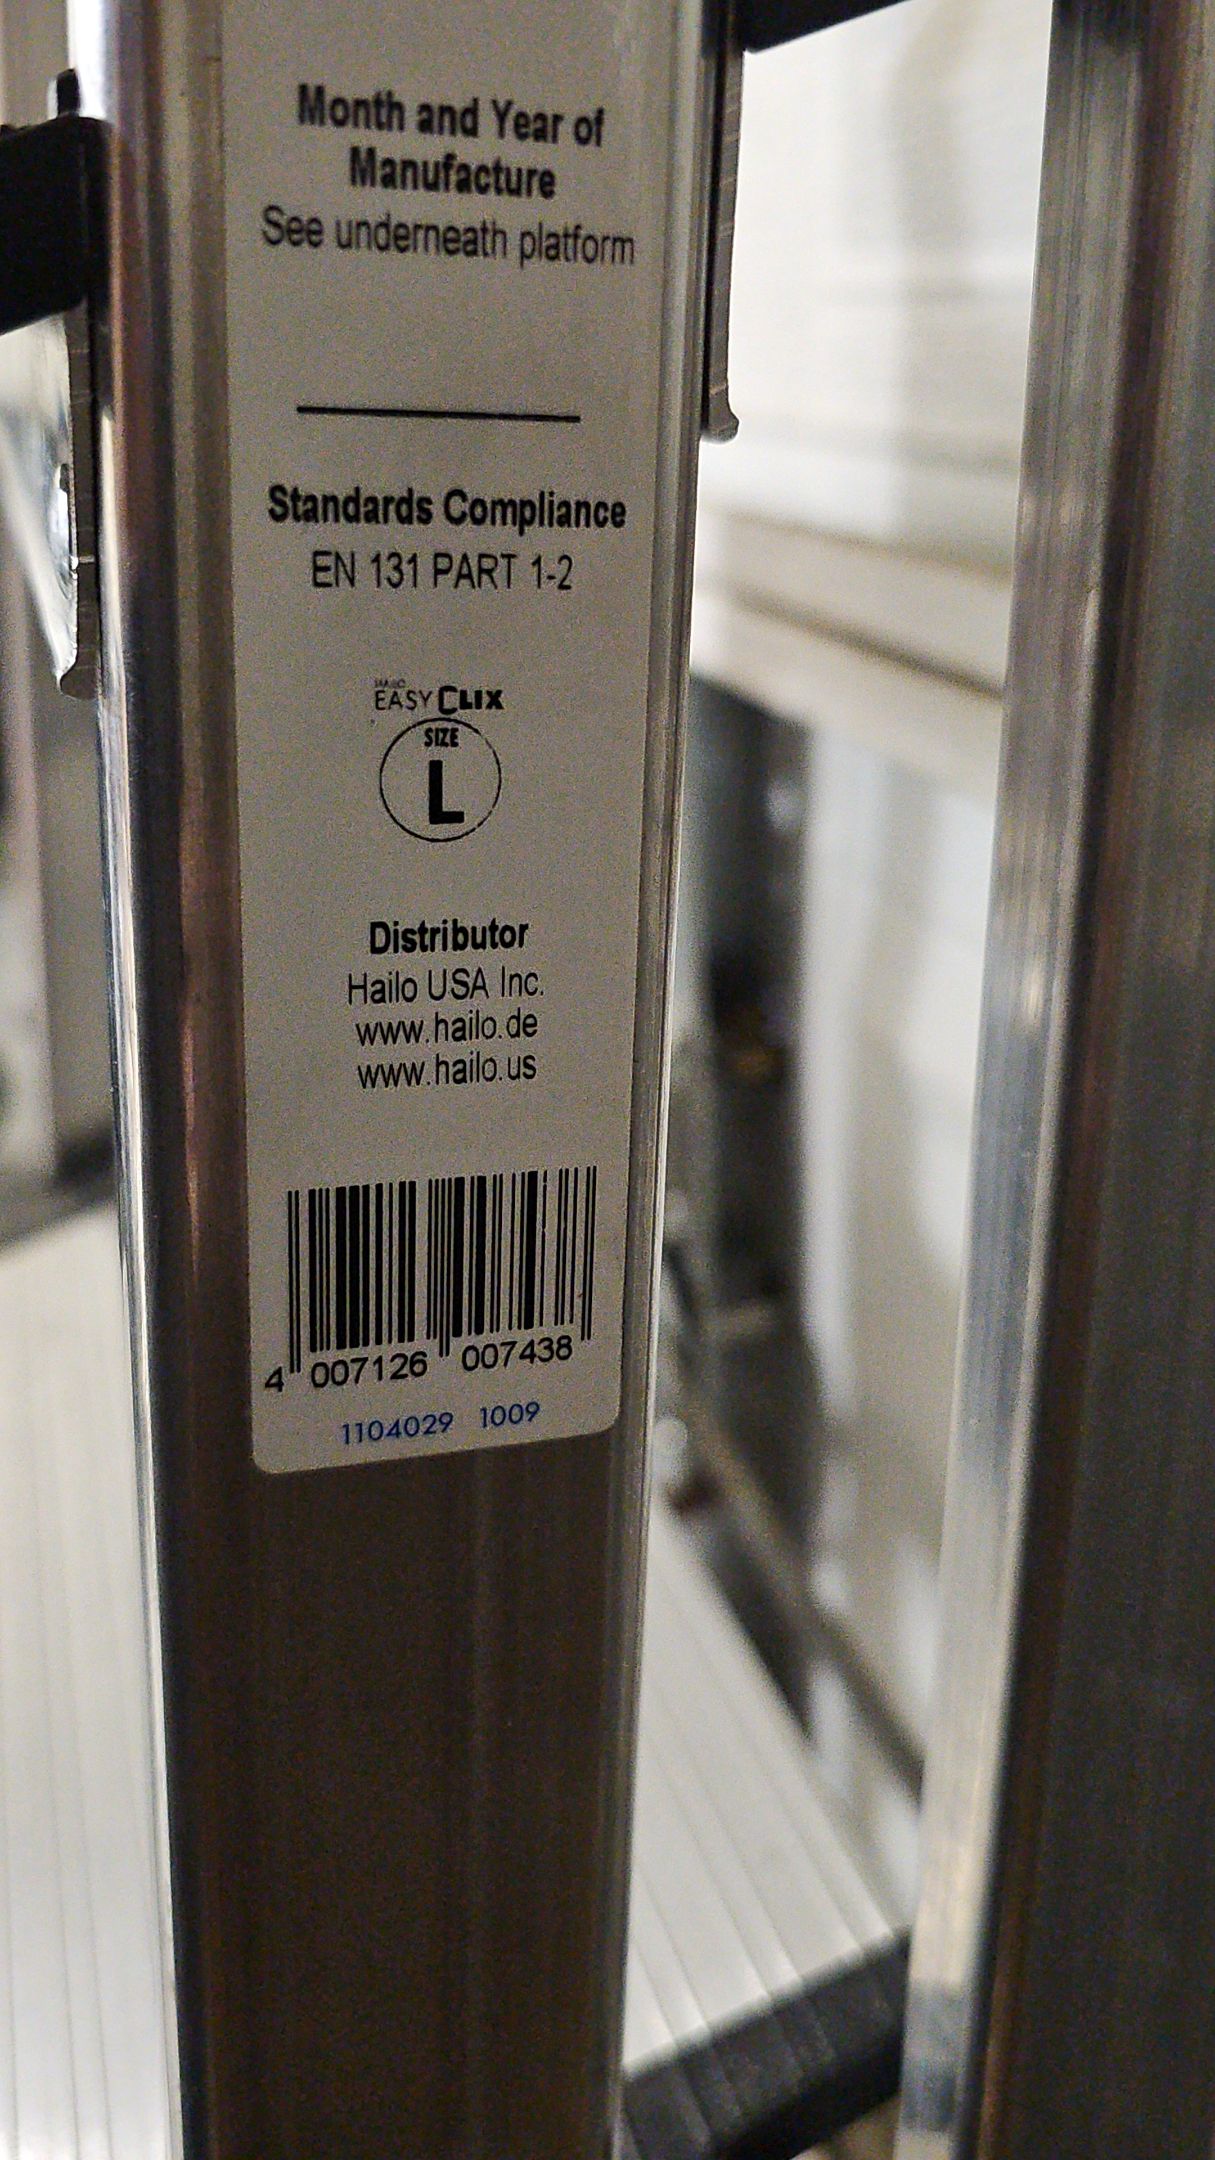 Month and Year of
Manufacture
See underneath platform
Standards Compliance
EN 131 PART 1-2
HAILO
EASY CLIX
SIZE
L
Distributor
Hailo USA Inc.
www.hailo.de
www.hailo.us
4 007126 007438
1104029 1009